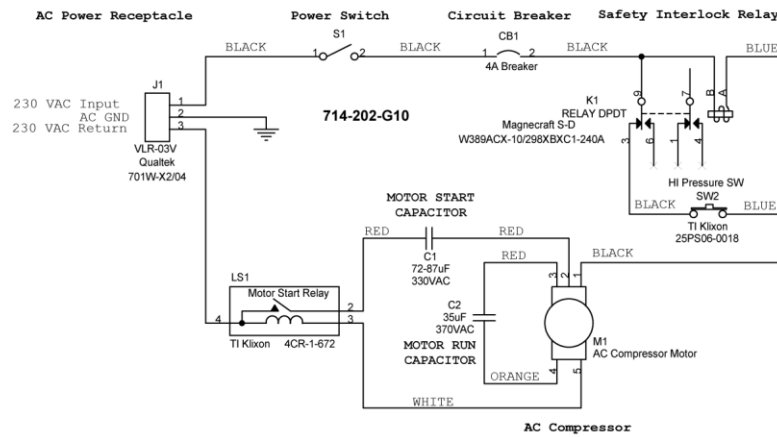 AC Power Receptacle
Power Switch
Circuit Breaker
Safety Interlock Relay
S1
CB1
BLACK
1
2
BLACK
1
2
BLACK
BLUE
4A Breaker
J1
230 VAC Input
AC GND
230 VAC Return
1
2
3
VLR-03V
Qualtek
701W-X2/04
714-202-G10
K1
RELAY DPDT
Magnecraft S-D
W389ACX-10/298XBXC1-240A
9
7
B
A
3
6
1
4
HI Pressure SW
SW2
BLACK
BLUE
TI Klixon
25PS06-0018
MOTOR START
CAPACITOR
RED
RED
C1
72-87uF
330VAC
RED
BLACK
3
2
1
LS1
Motor Start Relay
4
2
3
TI Klixon
4CR-1-672
C2
35uF
370VAC
MOTOR RUN
CAPACITOR
M1
AC Compressor Motor
4
5
ORANGE
WHITE
AC Compressor